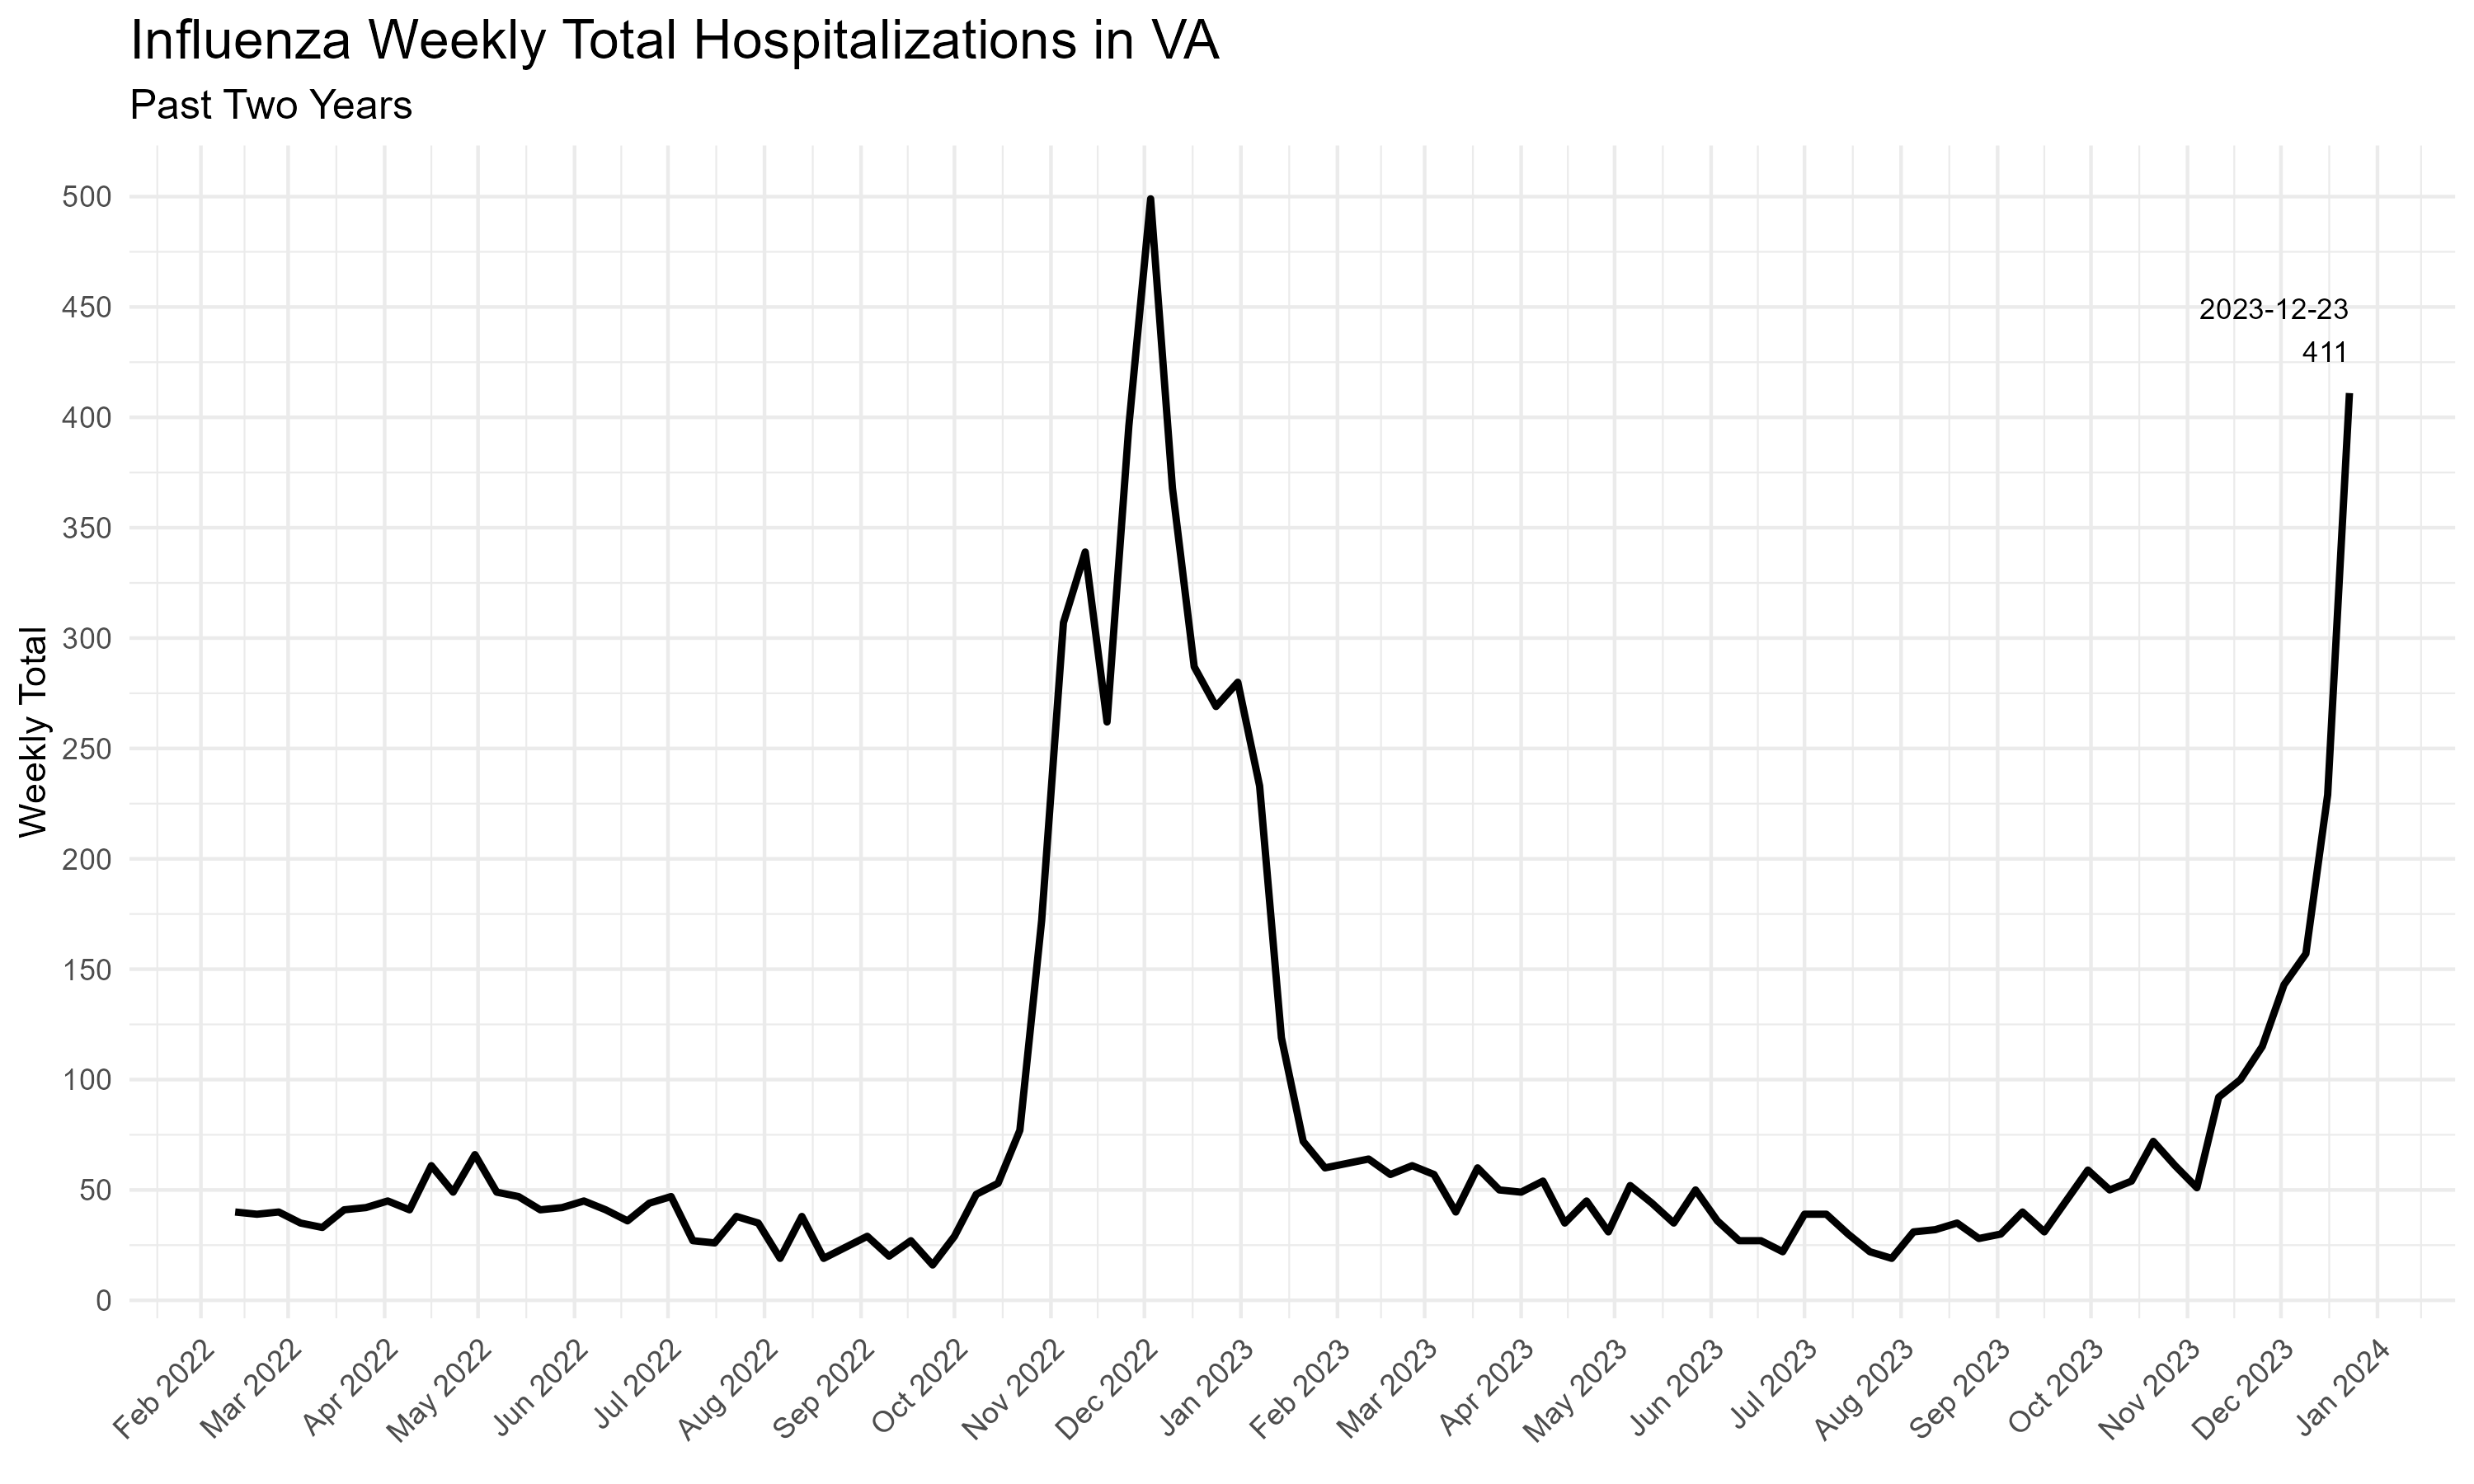 Influenza Weekly Total Hospitalizations in VA
Past Two Years
Weekly Total
500
450
400
350
300
250
200
150
100
50
0
2023-12-23
411
Feb 2022
Mar 2022
Apr 2022
May 2022
Jun 2022
Jul 2022
Aug 2022
Sep 2022
Oct 2022
Nov 2022
Dec 2022
Jan 2023
Feb 2023
Mar 2023
Apr 2023
May 2023
Jun 2023
Jul 2023
Aug 2023
Sep 2023
Oct 2023
Nov 2023
Dec 2023
Jan 2024